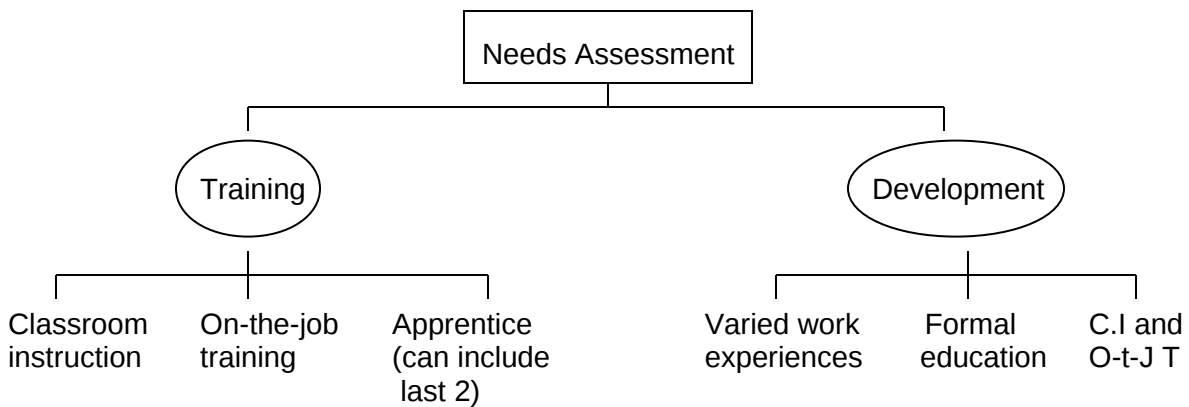 Needs Assessment
Training
Development
Classroom
instruction
On-the-job
training
Apprentice
(can include
last 2)
Varied work
experiences
Formal
education
C.I and
O-t-J T